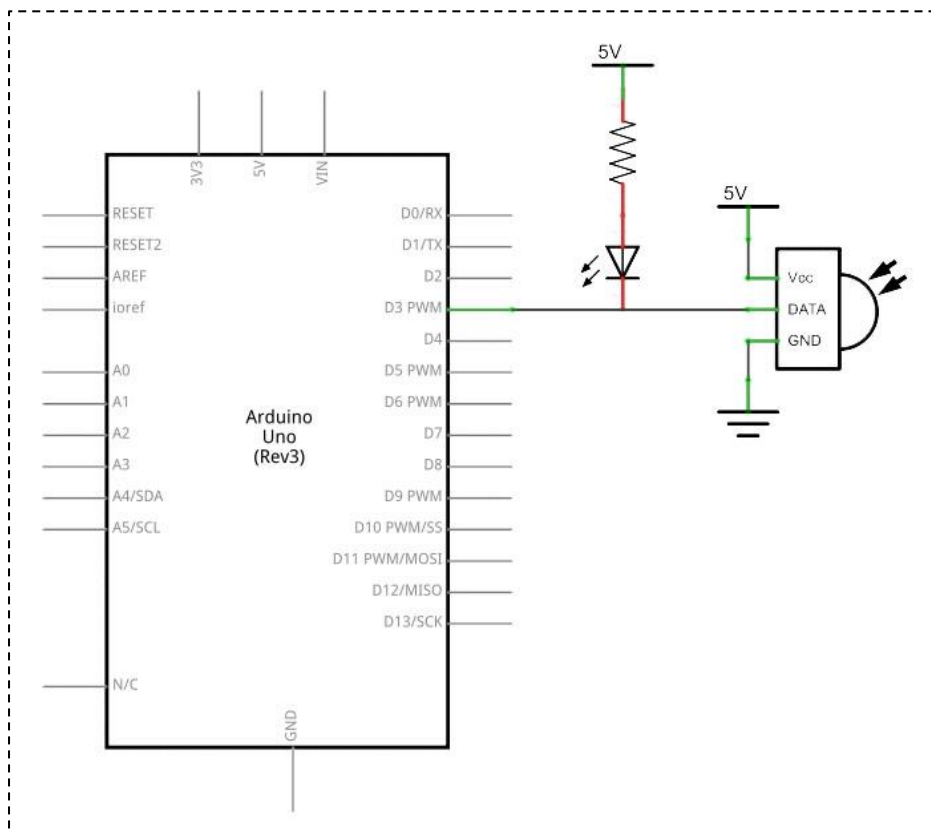 5V
5V
3V3
5V
VIN
RESET
RESET2
AREF
ioref
A0
A1
A2
A3
A4/SDA
A5/SCL
N/C
Arduino
Uno
(Rev3)
D0/RX
D1/TX
D2
D3 PWM
D4
D5 PWM
D6 PWM
D7
D8
D9 PWM
D10 PWM/SS
D11 PWM/MOSI
D12/MISO
D13/SCK
GND
Vcc
DATA
GND